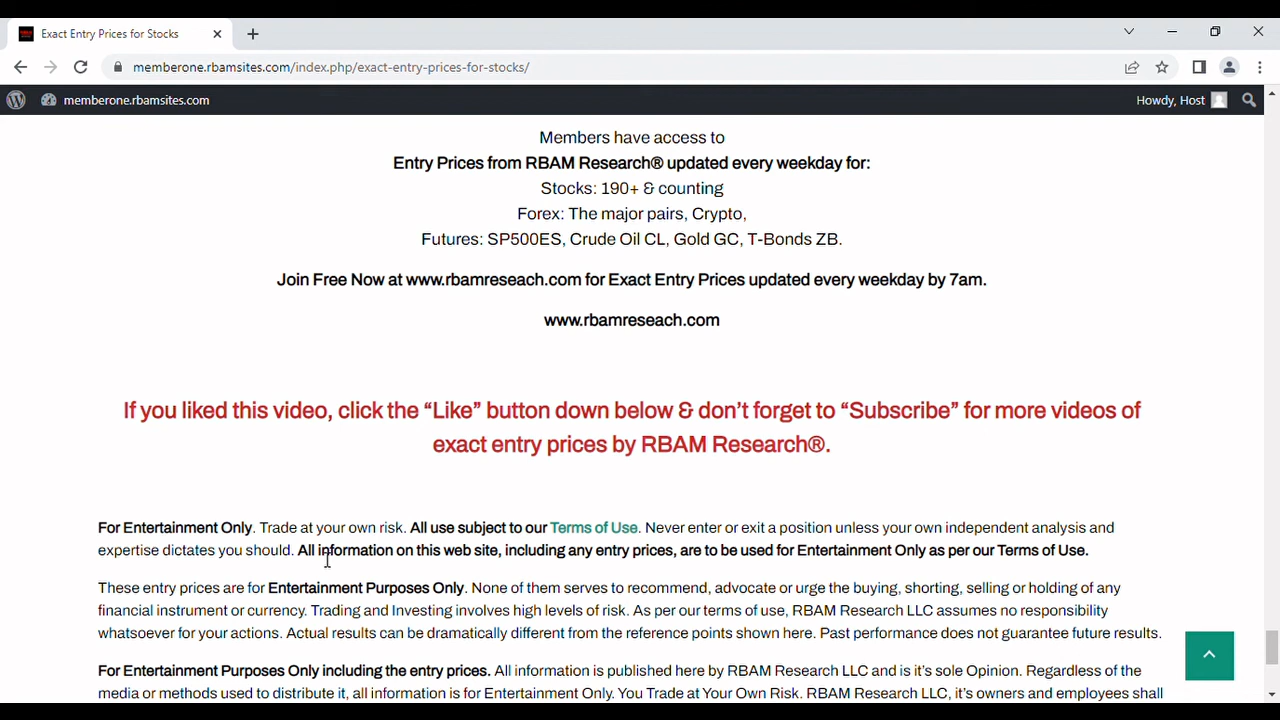 Exact Entry Prices for Stocks
memberone.rbamsites.com/index.php/exact-entry-prices-for-stocks/
memberone.rbamsites.com
Howdy, Host
Members have access to
Entry Prices from RBAM Research® updated every weekday for:
Stocks: 190+ & counting
Forex: The major pairs, Crypto,
Futures: SP500ES, Crude Oil CL, Gold GC, T-Bonds ZB.
Join Free Now at www.rbamreseach.com for Exact Entry Prices updated every weekday by 7am.
www.rbamreseach.com
If you liked this video, click the “Like” button down below & don’t forget to “Subscribe” for more videos of
exact entry prices by RBAM Research®.
For Entertainment Only. Trade at your own risk. All use subject to our Terms of Use. Never enter or exit a position unless your own independent analysis and
expertise dictates you should. All information on this web site, including any entry prices, are to be used for Entertainment Only as per our Terms of Use.
These entry prices are for Entertainment Purposes Only. None of them serves to recommend, advocate or urge the buying, shorting, selling or holding of any
financial instrument or currency. Trading and Investing involves high levels of risk. As per our terms of use, RBAM Research LLC assumes no responsibility
whatsoever for your actions. Actual results can be dramatically different from the reference points shown here. Past performance does not guarantee future results.
For Entertainment Purposes Only including the entry prices. All information is published here by RBAM Research LLC and is it’s sole Opinion. Regardless of the
media or methods used to distribute it, all information is for Entertainment Only. You Trade at Your Own Risk. RBAM Research LLC, it’s owners and employees shall